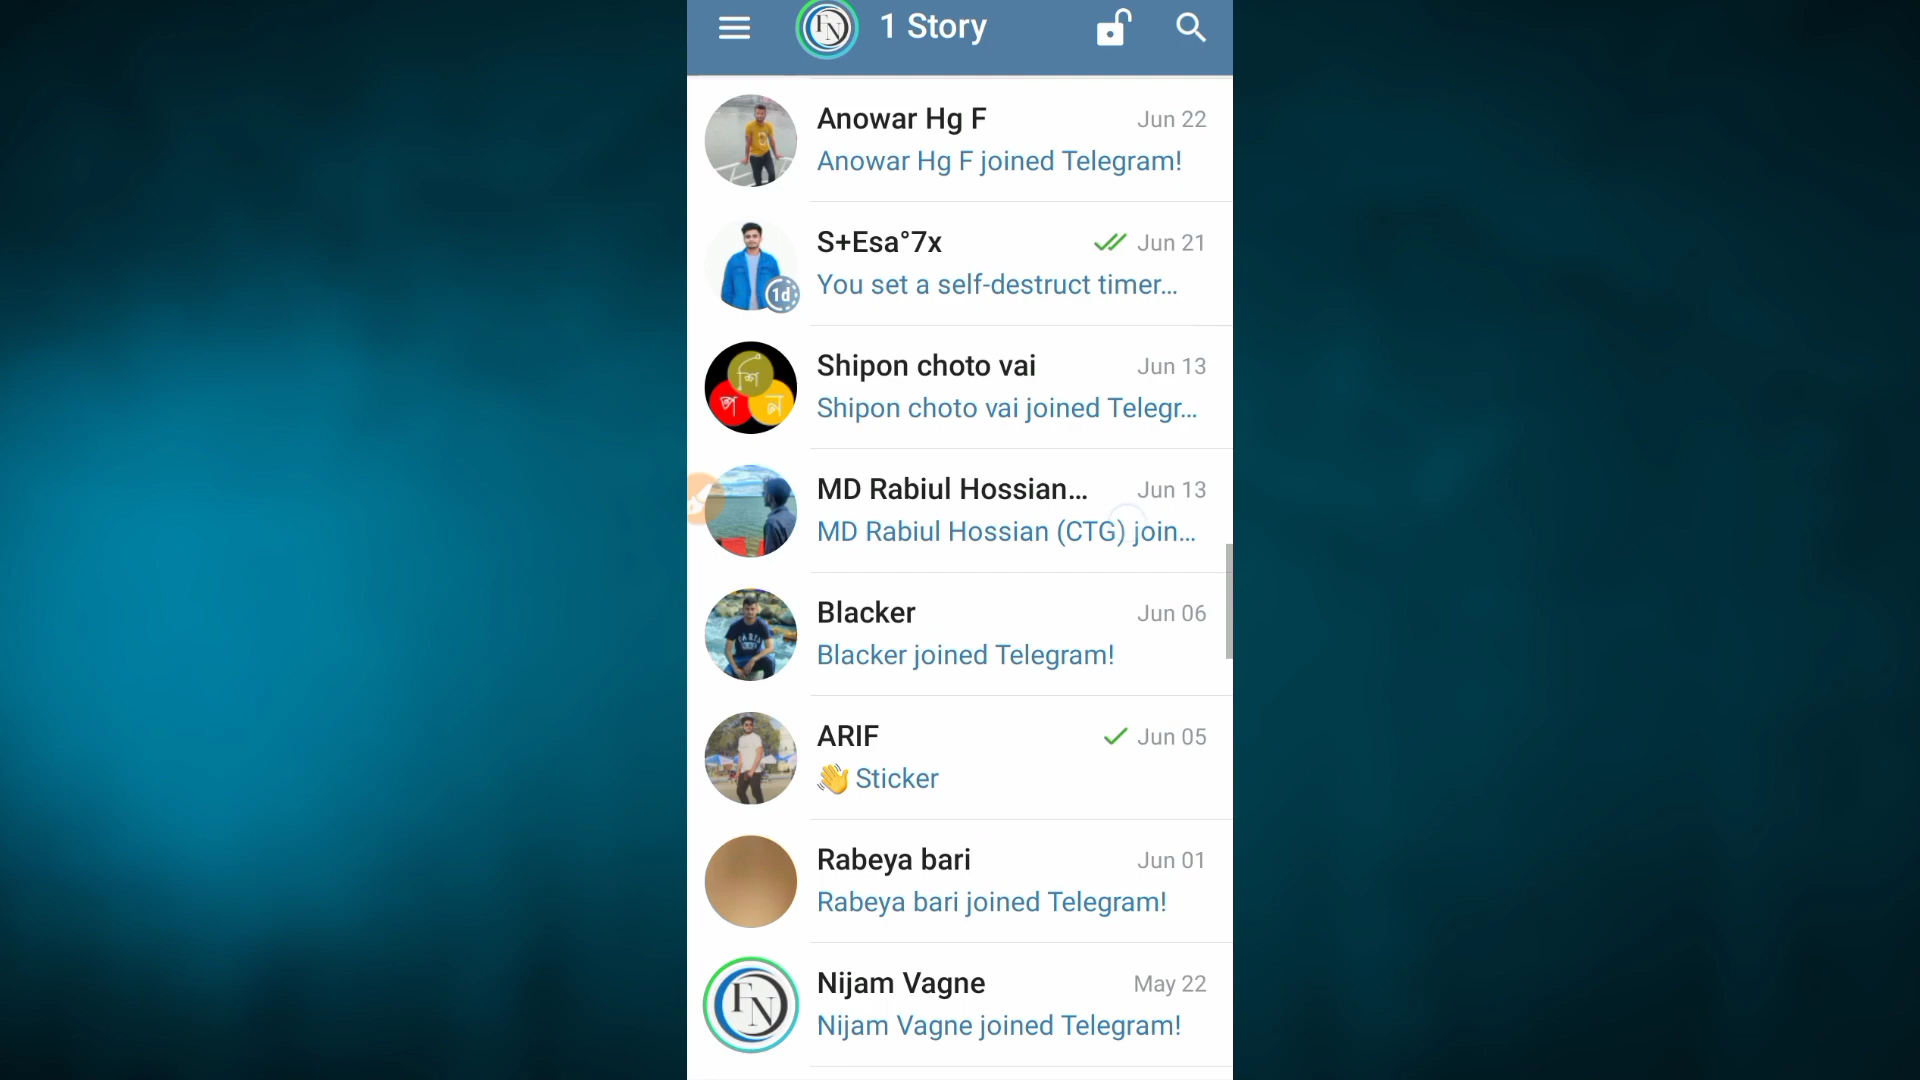 FN 1 Story
Anowar Hg F Jun 22
Anowar Hg F joined Telegram!
S+Esa°7x Jun 21
1d You set a self-destruct timer...
Shipon choto vai Jun 13
শি
প ন Shipon choto vai joined Telegr...
MD Rabiul Hossian... Jun 13
MD Rabiul Hossian (CTG) join...
Blacker Jun 06
Blacker joined Telegram!
ARIF Jun 05
👋 Sticker
Rabeya bari Jun 01
Rabeya bari joined Telegram!
Nijam Vagne May 22
FN
Nijam Vagne joined Telegram!